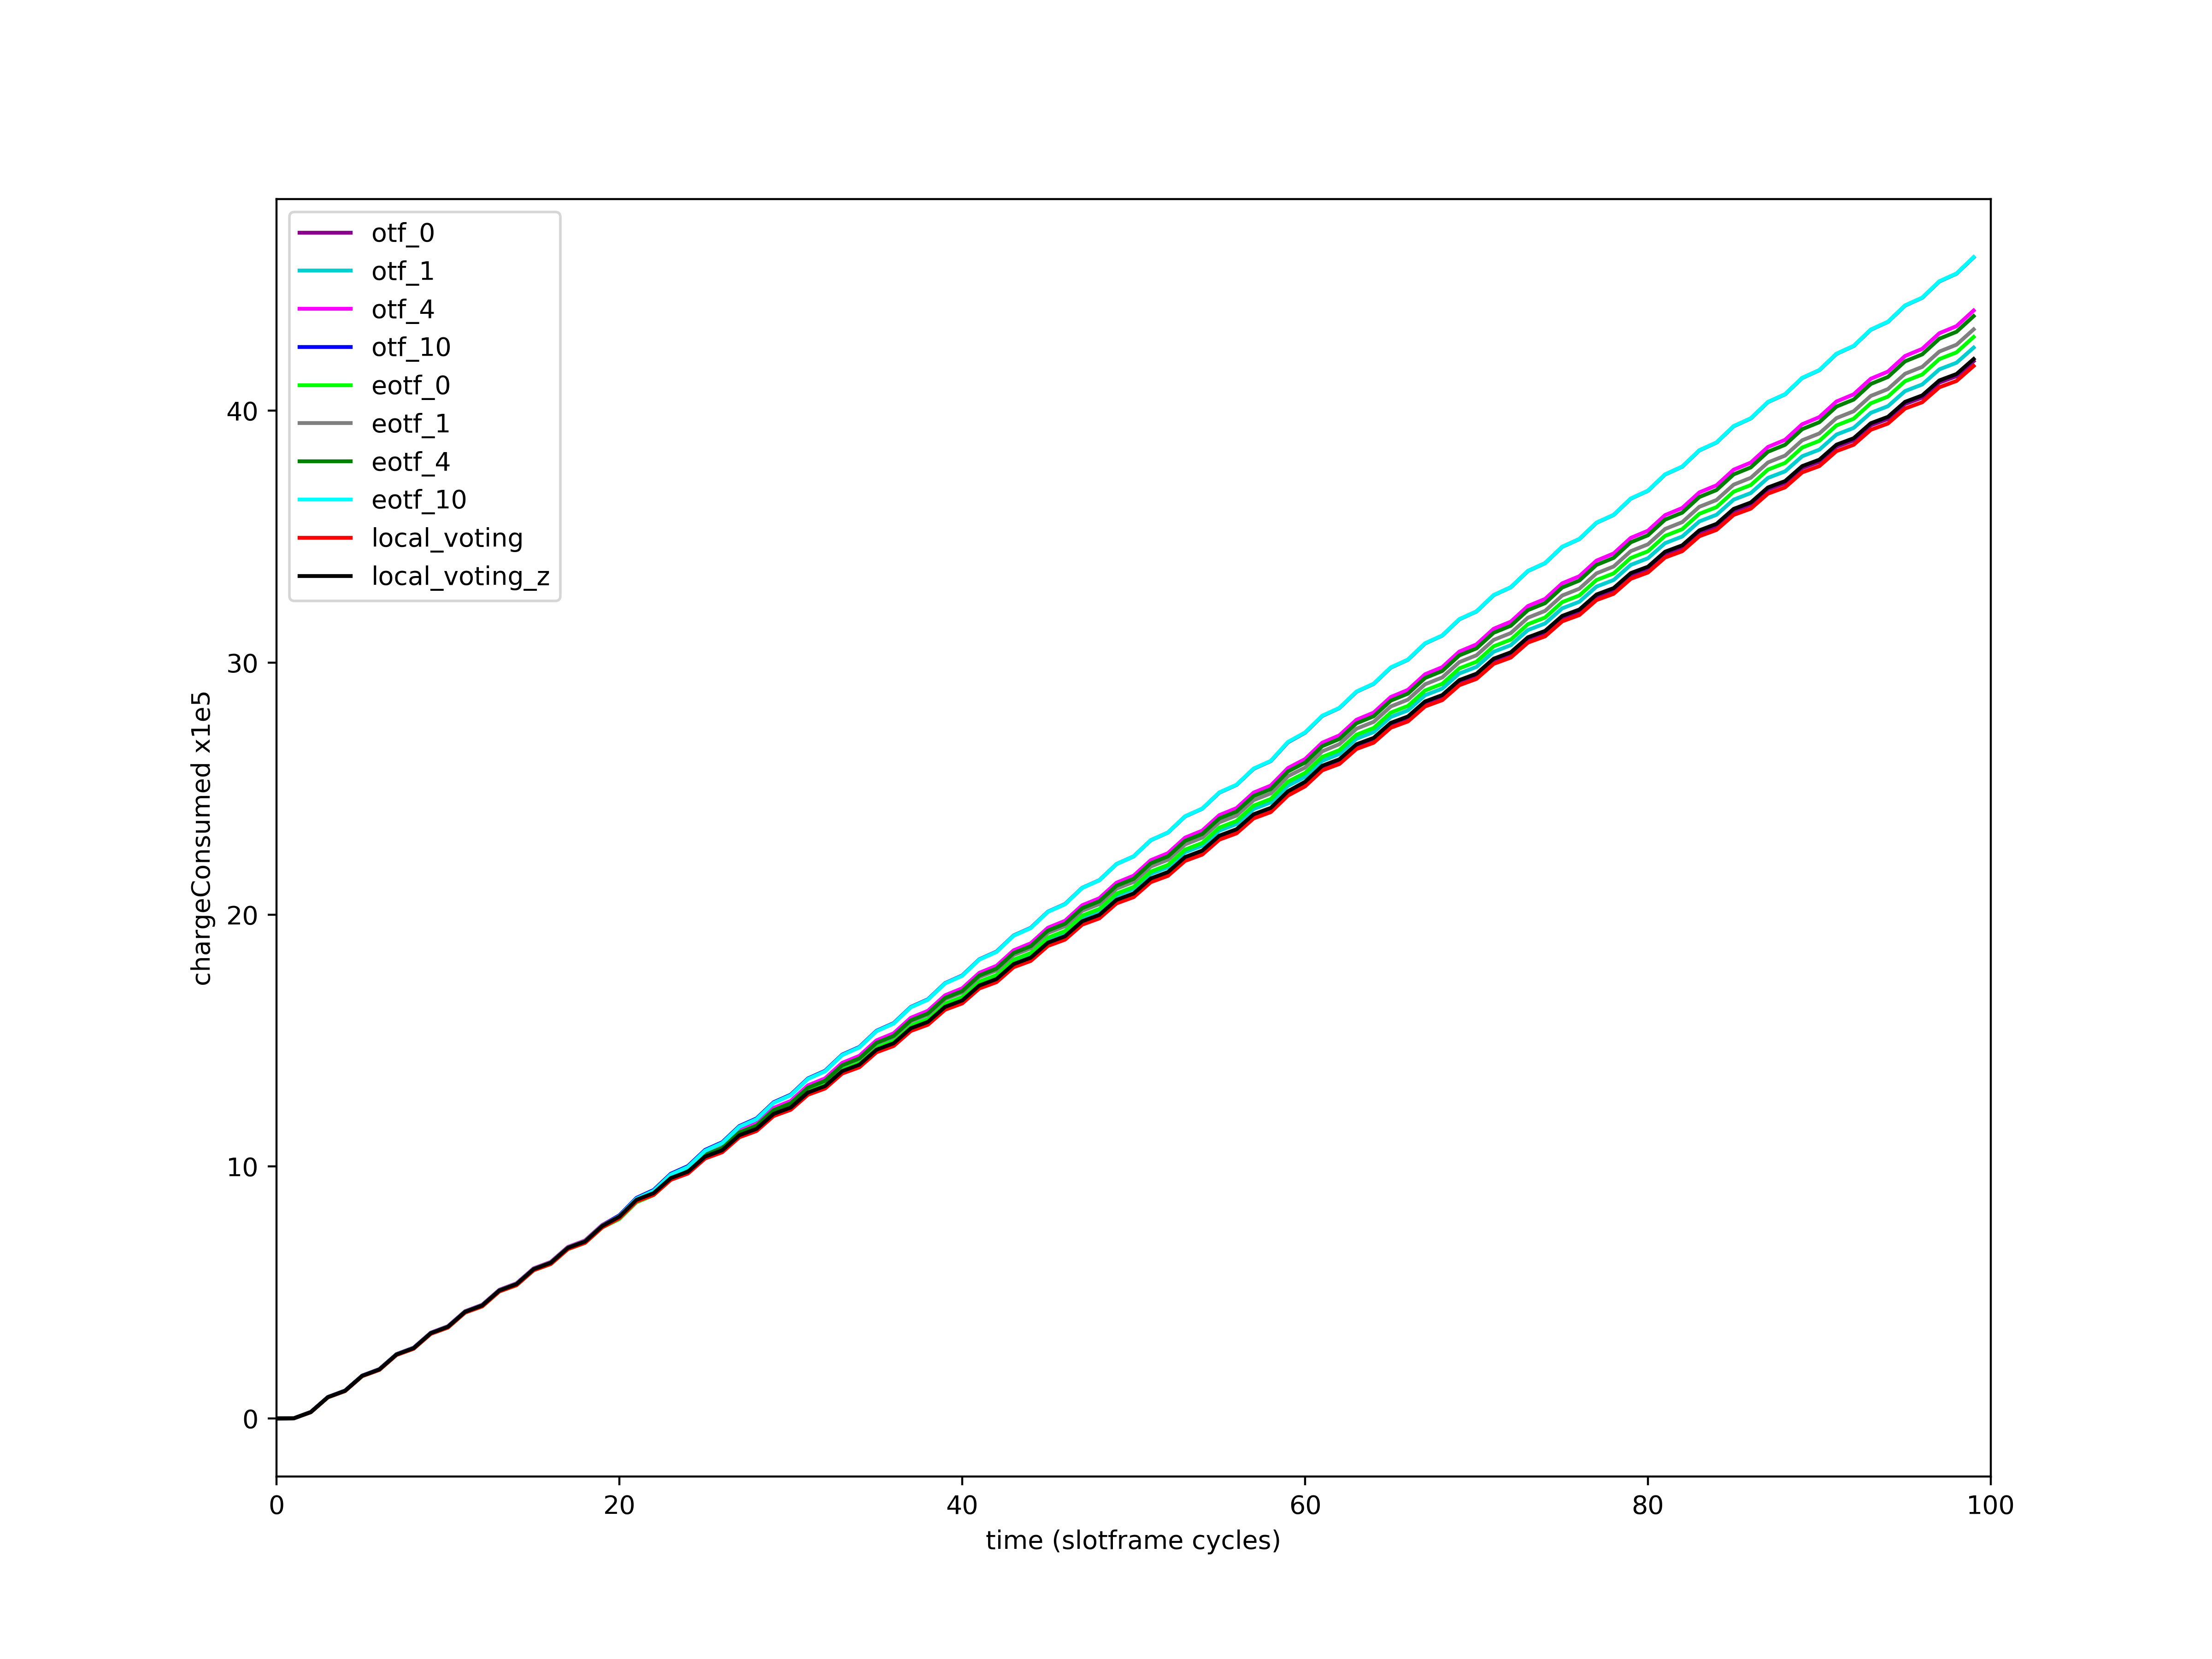 otf_0
otf_1
otf_4
otf_10
eotf_0
eotf_1
eotf_4
eotf_10
local_voting
local_voting_z
40
30
20
10
0
chargeConsumed x1e5
0 20 40 60 80 100
time (slotframe cycles)